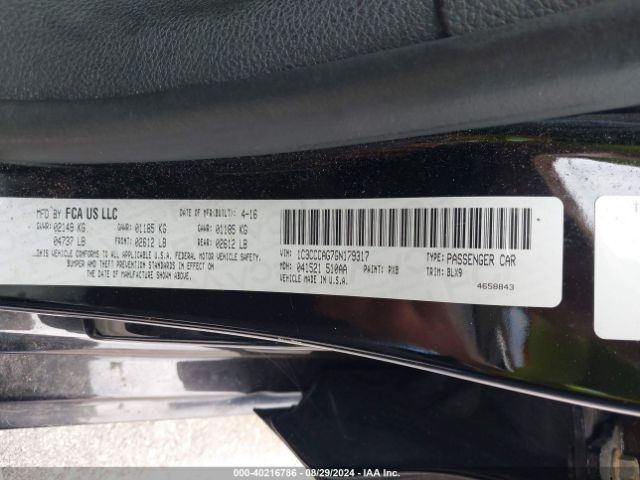 MFD BY FCA US LLC DATE OF MFR(BUILT): 4-16
GVWR: 02149 KG GAWR: 01185 KG GAWR: 01185 KG
04737 LB FRONT: 02612 LB REAR: 02612 LB
THIS VEHICLE CONFORMS TO ALL APPLICABLE U.S.A. FEDERAL MOTOR VEHICLE SAFETY,
BUMPER AND THEFT PREVENTION STANDARDS IN EFFECT ON
THE DATE OF MANUFACTURE SHOWN ABOVE.
VIN: 1C3CCCAG7GN179317 TYPE: PASSENGER CAR
MDH: 041521 510AA PAINT: PXB TRIM: BLX9
VEHICLE MADE IN U.S.A. 4658843
000-40216786 - 08/29/2024 - IAA Inc.